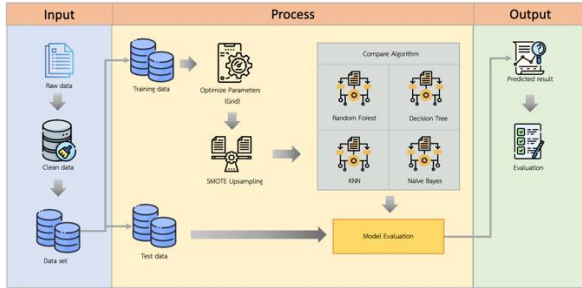 Input
Process
Output
Raw data
Clean data
Data set
Training data
Optimize Parameters
(Grid)
SMOTE Upsampling
Test data
Compare Algorithm
Random Forest
Decision Tree
KNN
Naïve Bayes
Model Evaluation
Predicted result
Evaluation